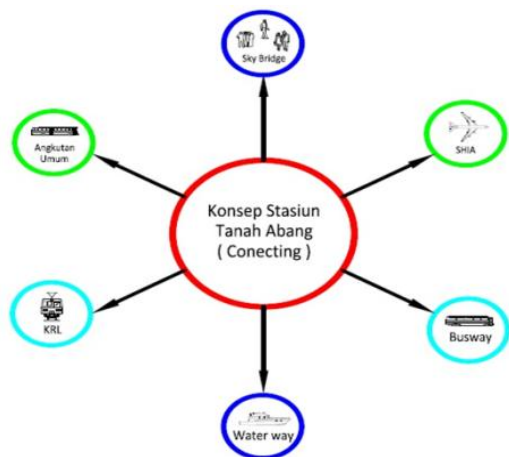 Sky Bridge
Angkutan
Umum
SHIA
Konsep Stasiun
Tanah Abang
( Conecting )
KRL
Busway
Water way